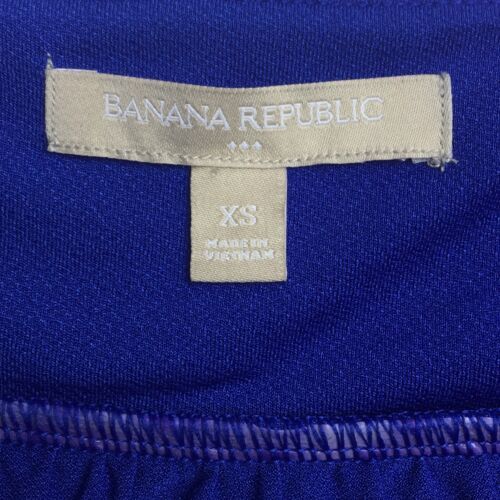 BANANA REPUBLIC
XS
MADE IN
VIETNAM